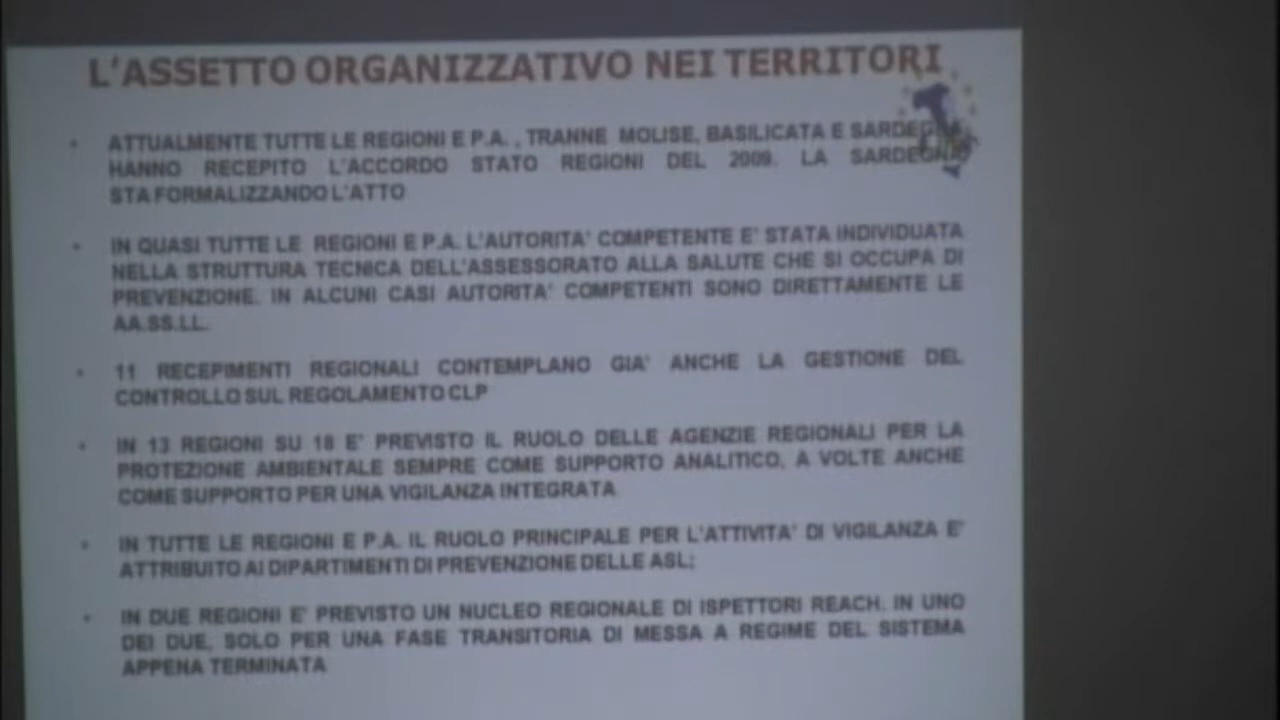 L'ASSETTO ORGANIZZATIVO NEI TERRITORI
• ATTUALMENTE TUTTE LE REGIONI E P.A. , TRANNE MOLISE, BASILICATA E SARDEGNA,
HANNO RECEPITO L'ACCORDO STATO REGIONI DEL 2009. LA SARDEGNA
STA FORMALIZZANDO L'ATTO
• IN QUASI TUTTE LE REGIONI E P.A. L'AUTORITA' COMPETENTE E' STATA INDIVIDUATA
NELLA STRUTTURA TECNICA DELL'ASSESSORATO ALLA SALUTE CHE SI OCCUPA DI
PREVENZIONE. IN ALCUNI CASI AUTORITA' COMPETENTI SONO DIRETTAMENTE LE
AA.SS.LL.
• 11 RECEPIMENTI REGIONALI CONTEMPLANO GIA' ANCHE LA GESTIONE DEL
CONTROLLO SUL REGOLAMENTO CLP
• IN 13 REGIONI SU 18 E' PREVISTO IL RUOLO DELLE AGENZIE REGIONALI PER LA
PROTEZIONE AMBIENTALE SEMPRE COME SUPPORTO ANALITICO, A VOLTE ANCHE
COME SUPPORTO PER UNA VIGILANZA INTEGRATA
• IN TUTTE LE REGIONI E P.A. IL RUOLO PRINCIPALE PER L'ATTIVITA' DI VIGILANZA E'
ATTRIBUITO AI DIPARTIMENTI DI PREVENZIONE DELLE ASL;
• IN DUE REGIONI E' PREVISTO UN NUCLEO REGIONALE DI ISPETTORI REACH. IN UNO
DEI DUE, SOLO PER UNA FASE TRANSITORIA DI MESSA A REGIME DEL SISTEMA
APPENA TERMINATA